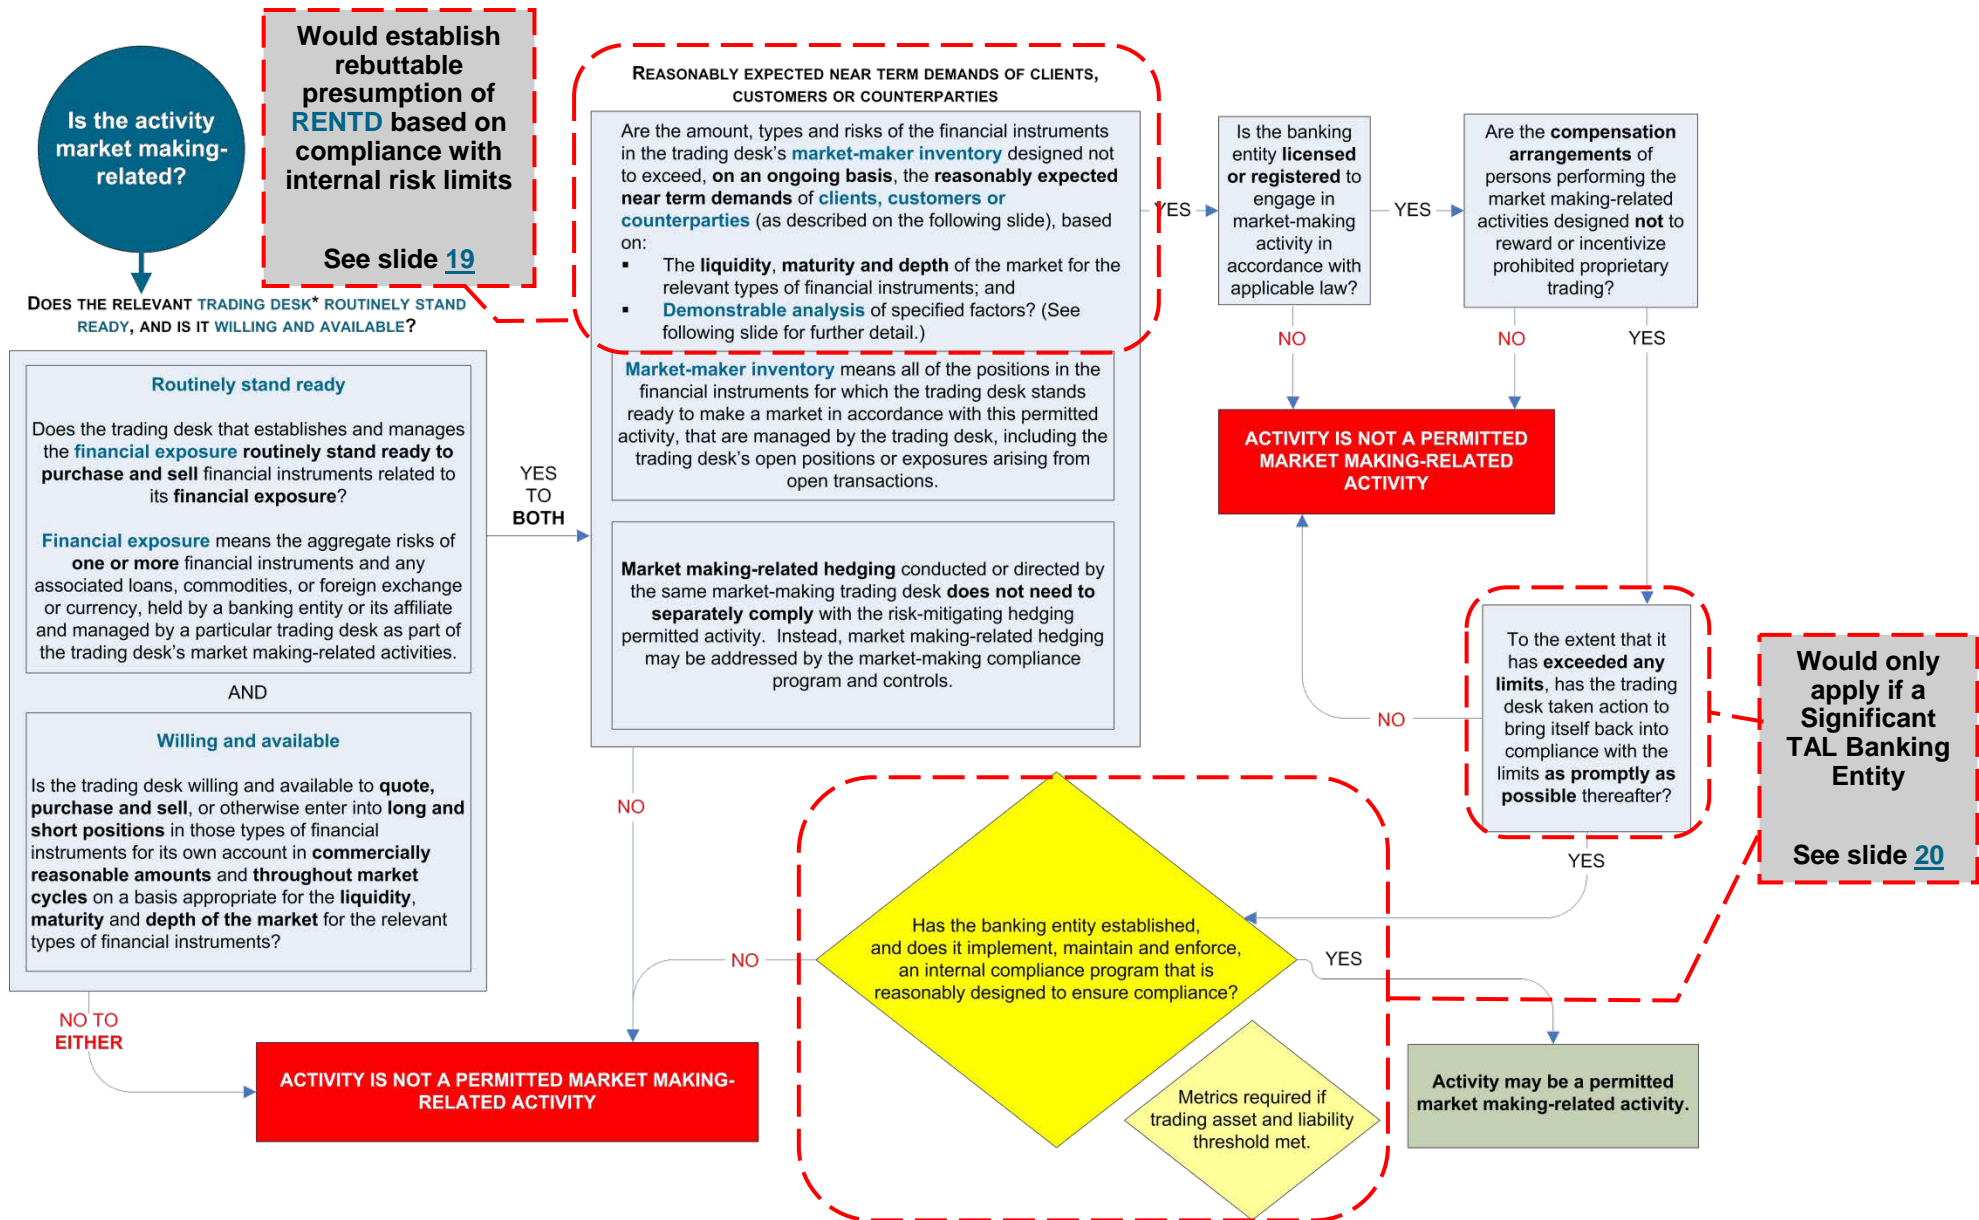 Is the activity
market making-
related?
Would establish
rebuttable
presumption of
RENTD based on
compliance with
internal risk limits
See slide 19
DOES THE RELEVANT TRADING DESK* ROUTINELY STAND
READY, AND IS IT WILLING AND AVAILABLE?
Routinely stand ready
Does the trading desk that establishes and manages
the financial exposure routinely stand ready to
purchase and sell financial instruments related to
its financial exposure?
Financial exposure means the aggregate risks of
one or more financial instruments and any
associated loans, commodities, or foreign exchange
or currency, held by a banking entity or its affiliate
and managed by a particular trading desk as part of
the trading desk's market making-related activities.
AND
Willing and available
Is the trading desk willing and available to quote,
purchase and sell, or otherwise enter into long and
short positions in those types of financial
instruments for its own account in commercially
reasonable amounts and throughout market
cycles on a basis appropriate for the liquidity,
maturity and depth of the market for the relevant
types of financial instruments?
NO TO
EITHER
YES
TO
BOTH
REASONABLY EXPECTED NEAR TERM DEMANDS OF CLIENTS,
CUSTOMERS OR COUNTERPARTIES
Are the amount, types and risks of the financial instruments
in the trading desk's market-maker inventory designed not
to exceed, on an ongoing basis, the reasonably expected
near term demands of clients, customers or
counterparties (as described on the following slide), based
on:
▪ The liquidity, maturity and depth of the market for the
relevant types of financial instruments; and
▪ Demonstrable analysis of specified factors? (See
following slide for further detail.)
Market-maker inventory means all of the positions in the
financial instruments for which the trading desk stands
ready to make a market in accordance with this permitted
activity, that are managed by the trading desk, including the
trading desk's open positions or exposures arising from
open transactions.
Market making-related hedging conducted or directed by
the same market-making trading desk does not need to
separately comply with the risk-mitigating hedging
permitted activity. Instead, market making-related hedging
may be addressed by the market-making compliance
program and controls.
NO
YES
Is the banking
entity licensed
or registered to
engage in
market-making
activity in
accordance with
applicable law?
NO
YES
Are the compensation
arrangements of
persons performing the
market making-related
activities designed not to
reward or incentivize
prohibited proprietary
trading?
NO
YES
ACTIVITY IS NOT A PERMITTED
MARKET MAKING-RELATED
ACTIVITY
To the extent that it
has exceeded any
limits, has the trading
desk taken action to
bring itself back into
compliance with the
limits as promptly as
possible thereafter?
NO
YES
Would only
apply if a
Significant
TAL Banking
Entity
See slide 20
Has the banking entity established,
and does it implement, maintain and enforce,
an internal compliance program that is
reasonably designed to ensure compliance?
NO
YES
Metrics required if
trading asset and liability
threshold met.
ACTIVITY IS NOT A PERMITTED MARKET MAKING-
RELATED ACTIVITY
Activity may be a permitted
market making-related activity.